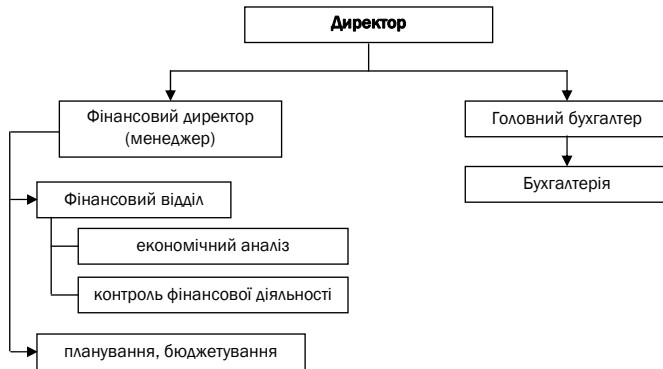 Директор
Фінансовий директор
(менеджер)
Головний бухгалтер
Бухгалтерія
Фінансовий відділ
економічний аналіз
контроль фінансової діяльності
планування, бюджетування